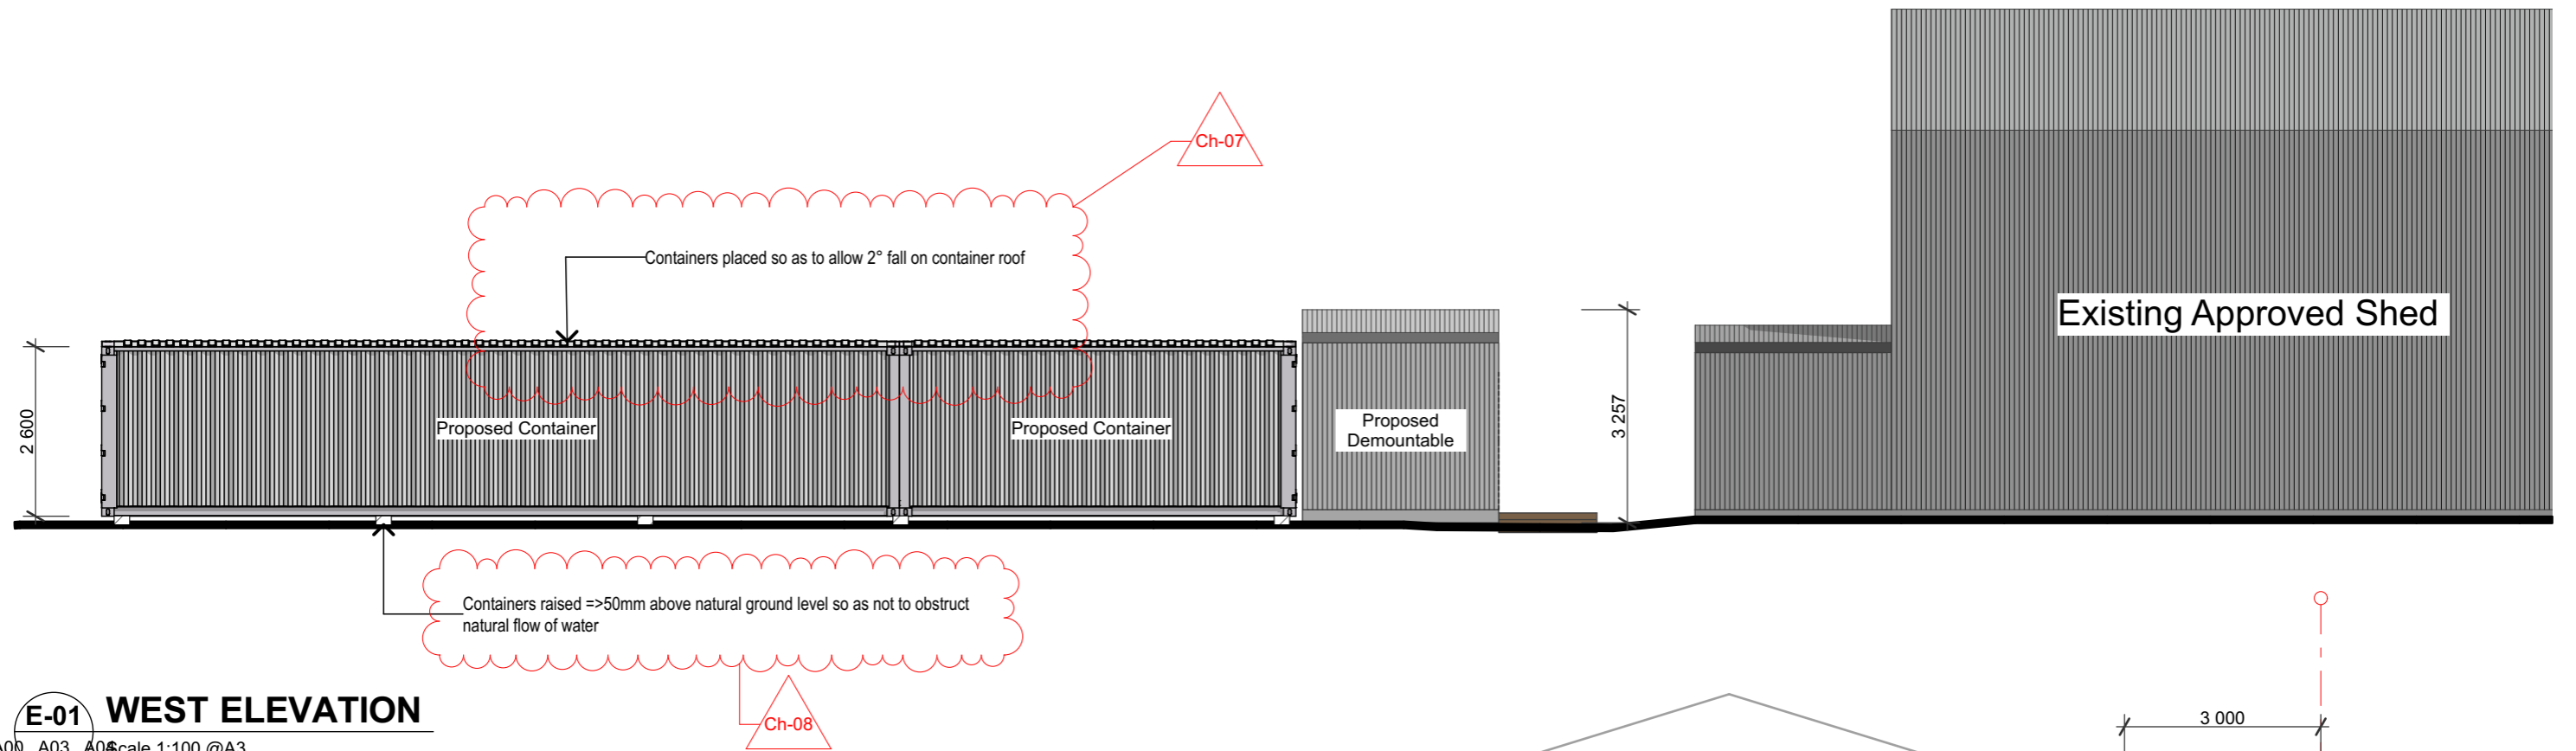 Ch-07
Containers placed so as to allow 2° fall on container roof
Existing Approved Shed
2 600
Proposed Container
Proposed Container
Proposed
Demountable
3 257
Containers raised =>50mm above natural ground level so as not to obstruct
natural flow of water
Ch-08
E-01
WEST ELEVATION
A03
Scale 1:100 @A3
3 000